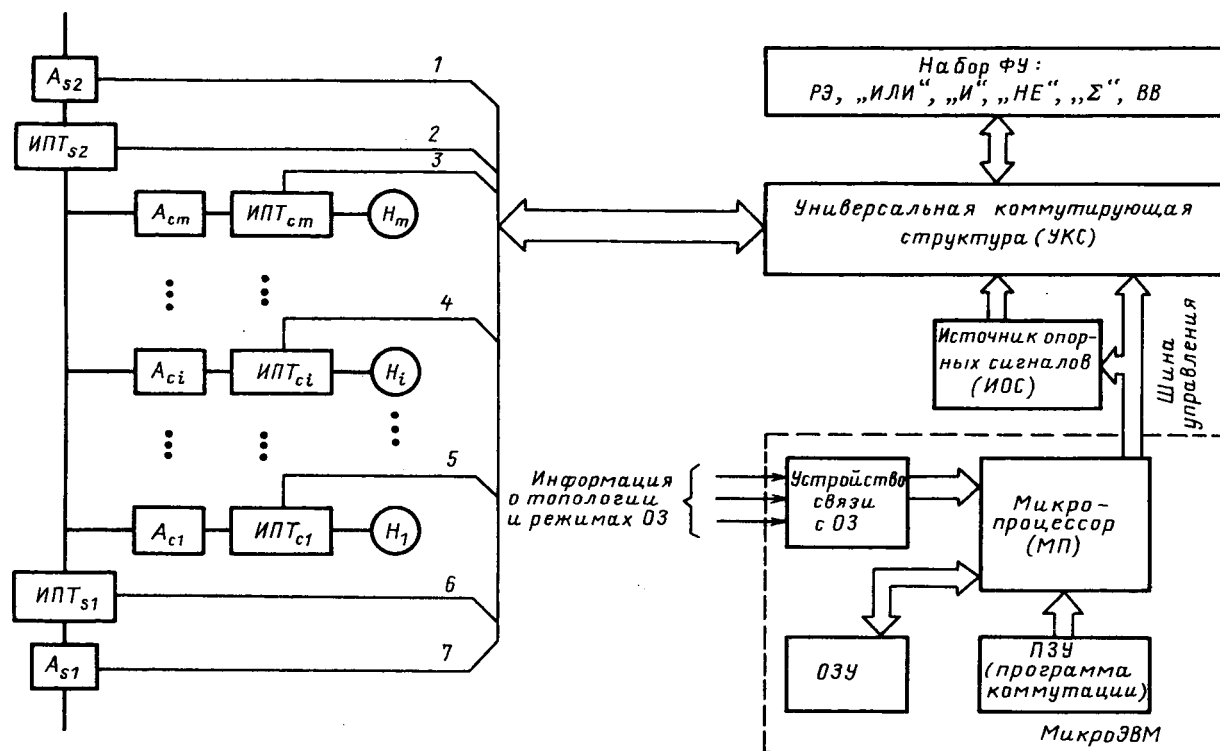 A_{s2}
1
ИПТ_{s2}
2
3
A_{cm}
ИПТ_{cm}
H_m
4
A_{ci}
ИПТ_{ci}
H_i
5
A_{c1}
ИПТ_{c1}
H_1
ИПТ_{s1}
6
A_{s1}
7
Набор ФУ:
РЭ, „ИЛИ“, „И“, „НЕ“, „Σ“, ВВ
Универсальная коммутирующая
структура (УКС)
Источник опор-
ных сигналов
(ИОС)
Шина
управления
Информация
о топологии
и режимах ОЗ
Устройство
связи
с ОЗ
Микро-
процессор
(МП)
ОЗУ
ПЗУ
(программа
коммутации)
МикроЭВМ